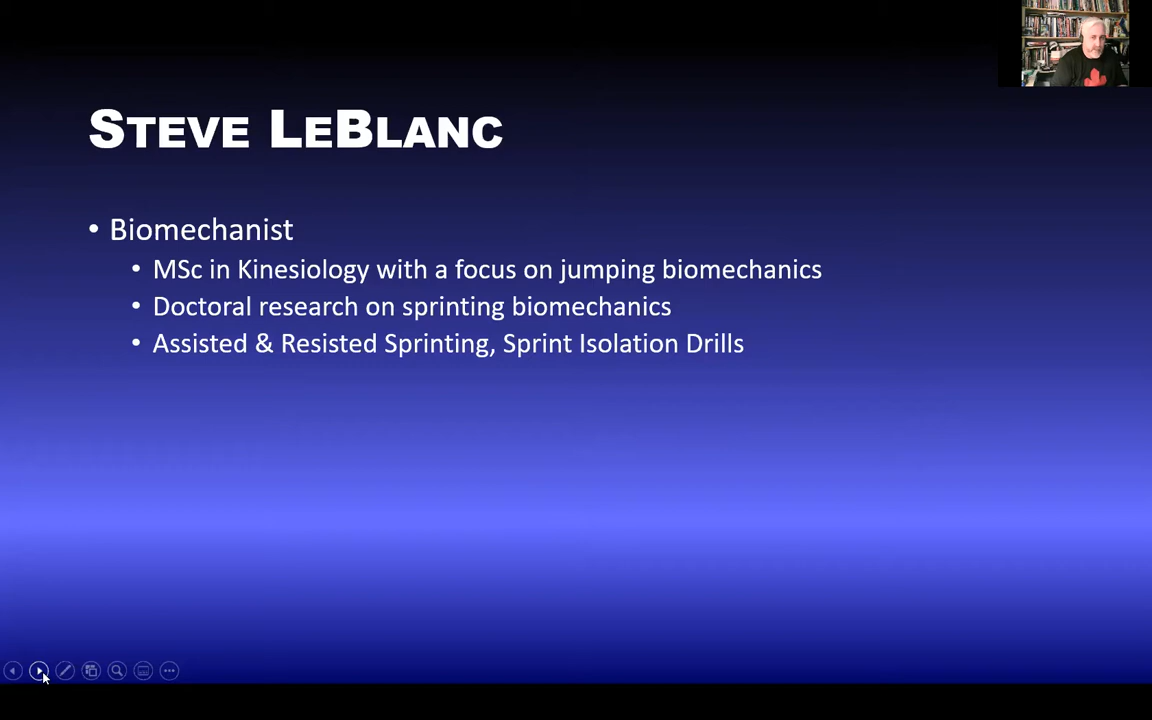 STEVE LEBLANC
• Biomechanist
• MSc in Kinesiology with a focus on jumping biomechanics
• Doctoral research on sprinting biomechanics
• Assisted & Resisted Sprinting, Sprint Isolation Drills